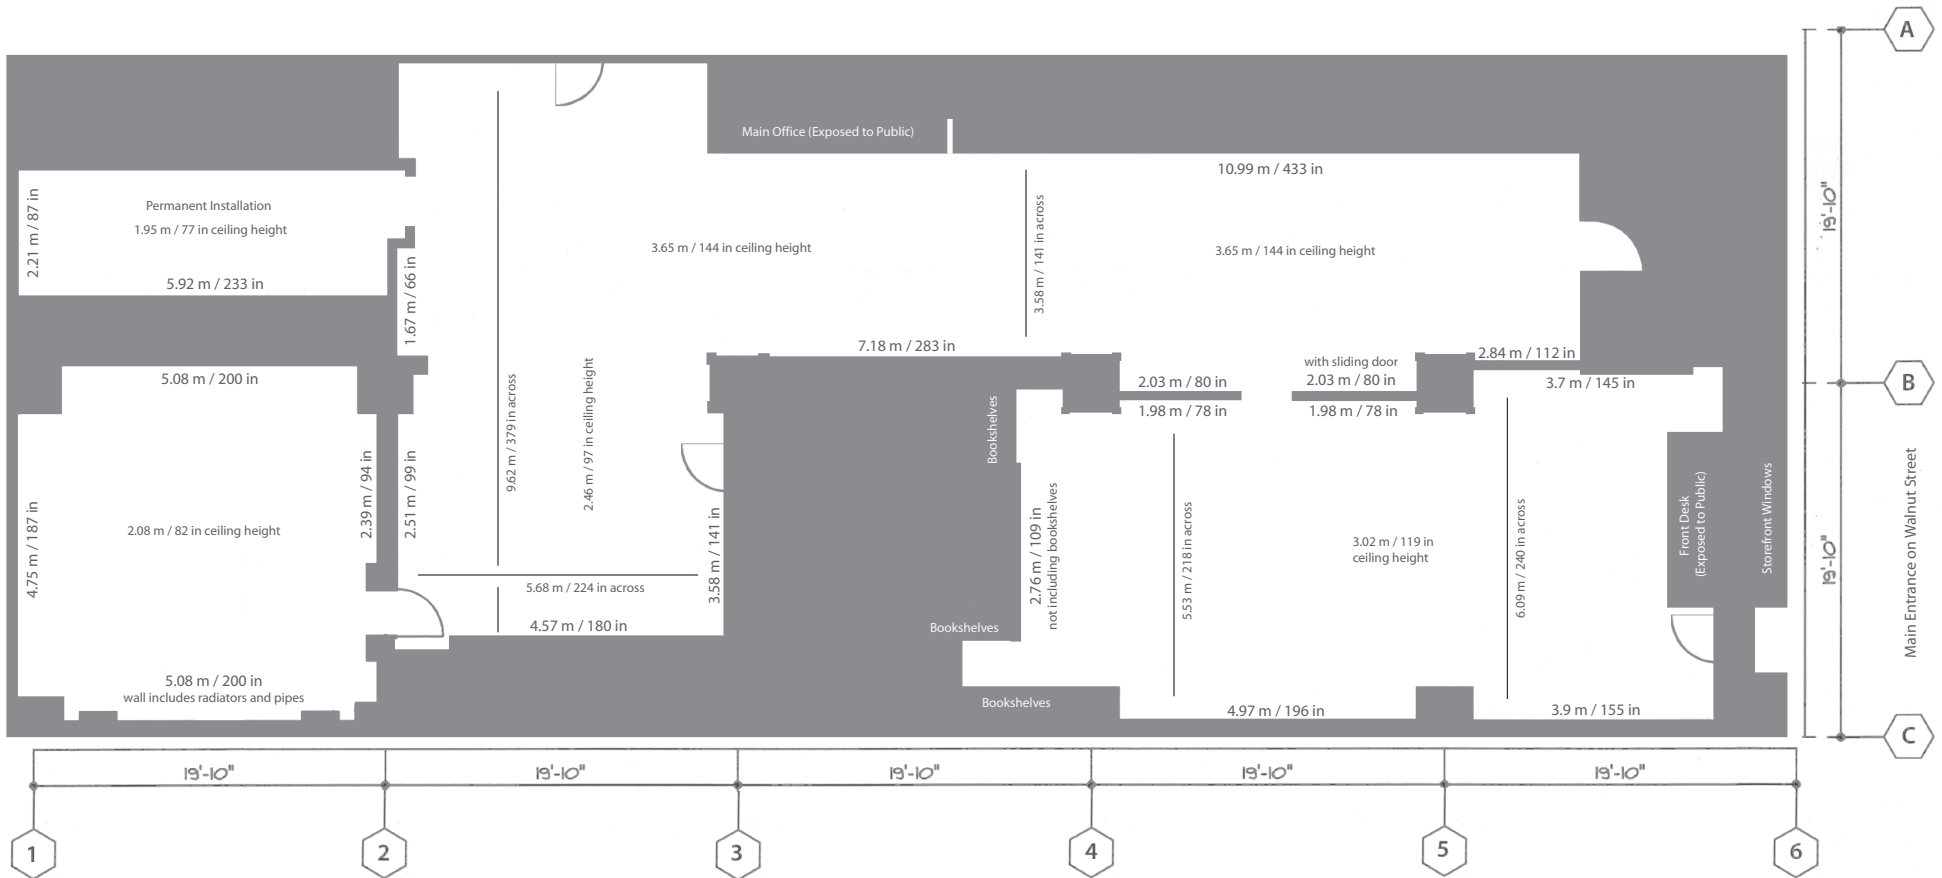 A
Main Office (Exposed to Public)
10.99 m / 433 in
2.21 m / 87 in
Permanent Installation
1.95 m / 77 in ceiling height
5.92 m / 233 in
1.67 m / 66 in
3.65 m / 144 in ceiling height
3.58 m / 141 in across
3.65 m / 144 in ceiling height
19'-10"
7.18 m / 283 in
with sliding door
2.03 m / 80 in
2.03 m / 80 in
2.84 m / 112 in
3.7 m / 145 in
B
1.98 m / 78 in
1.98 m / 78 in
5.08 m / 200 in
9.62 m / 379 in across
2.46 m / 97 in ceiling height
Bookshelves
4.75 m / 187 in
2.08 m / 82 in ceiling height
2.39 m / 94 in
2.51 m / 99 in
3.58 m / 141 in
5.68 m / 224 in across
4.57 m / 180 in
2.76 m / 109 in
not including bookshelves
5.53 m / 218 in across
3.02 m / 119 in
ceiling height
6.09 m / 240 in across
Front Desk
(Exposed to Public)
Storefront Windows
19'-10"
Main Entrance on Walnut Street
Bookshelves
5.08 m / 200 in
wall includes radiators and pipes
Bookshelves
4.97 m / 196 in
3.9 m / 155 in
C
19'-10"
19'-10"
19'-10"
19'-10"
19'-10"
1
2
3
4
5
6